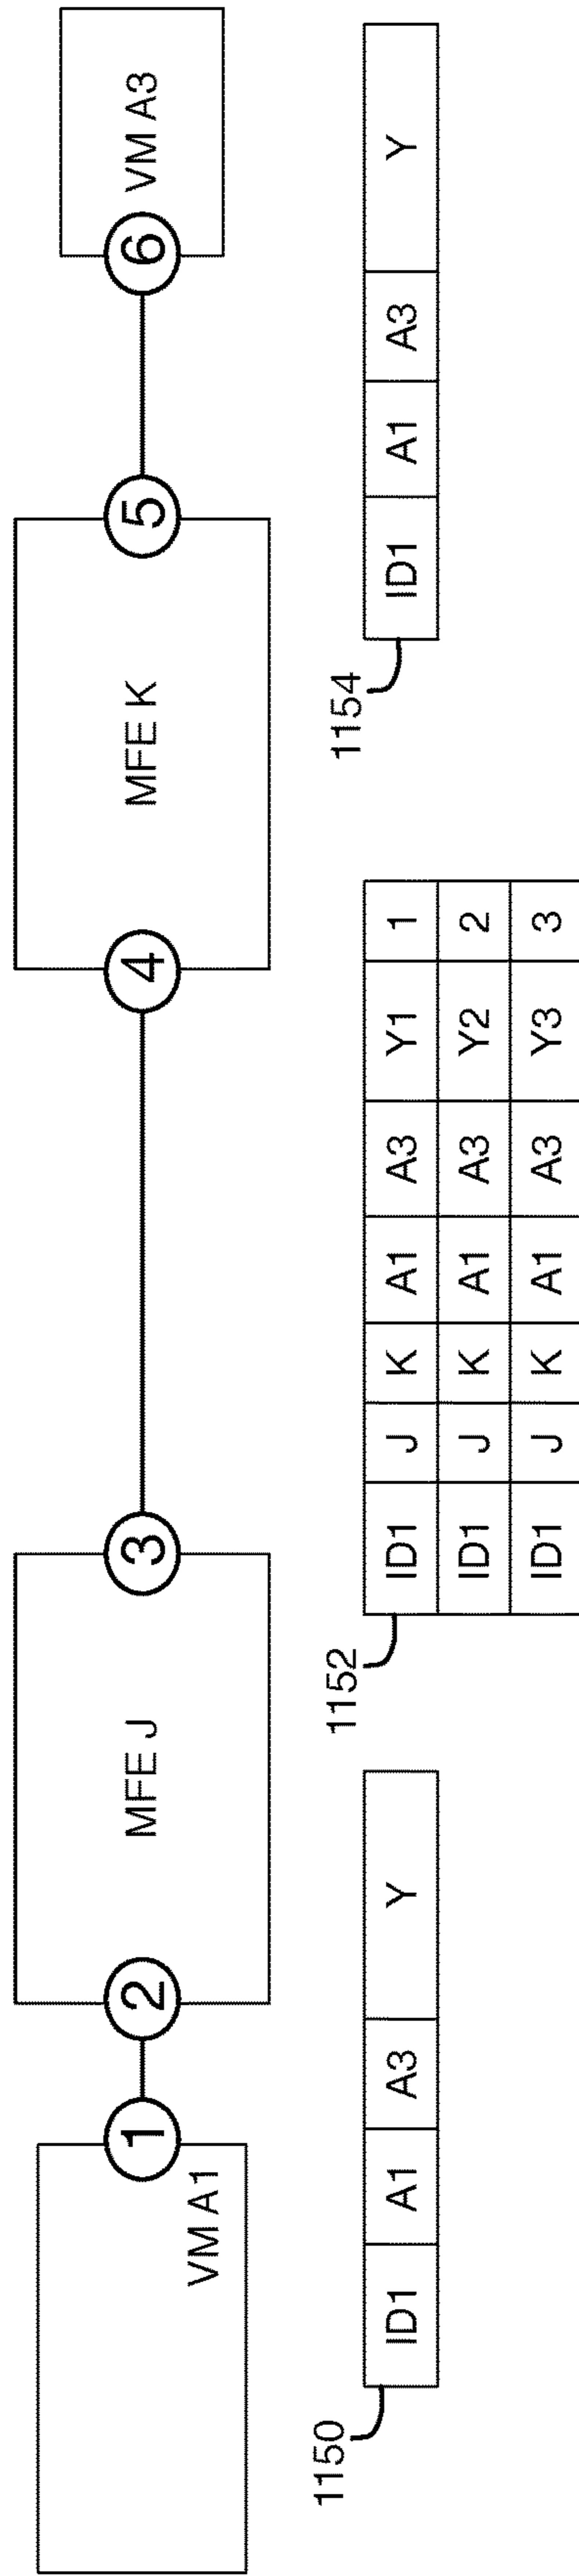 1 2 3 4 5 6
VM A1
MFE J
MFE K
VM A3
1150
ID1 A1 A3 Y
1152
ID1 J K A1 A3 Y1 1
ID1 J K A1 A3 Y2 2
ID1 J K A1 A3 Y3 3
1154
ID1 A1 A3 Y